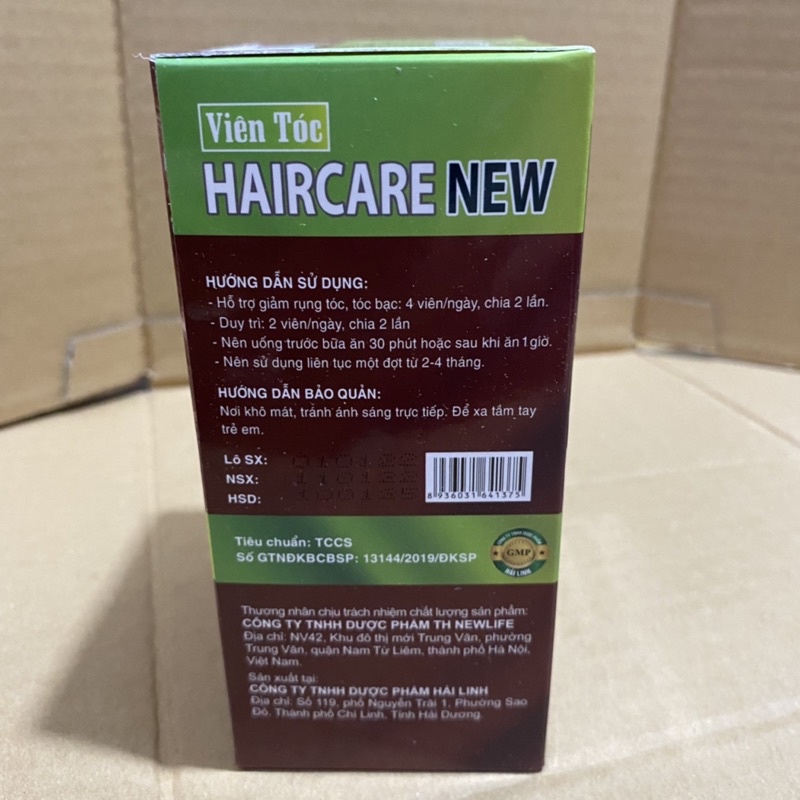 Viên Tóc
HAIRCARE NEW
HƯỚNG DẪN SỬ DỤNG:
- Hỗ trợ giảm rụng tóc, tóc bạc: 4 viên/ngày, chia 2 lần.
- Duy trì: 2 viên/ngày, chia 2 lần
- Nên uống trước bữa ăn 30 phút hoặc sau khi ăn 1 giờ.
- Nên sử dụng liên tục một đợt từ 2-4 tháng.
HƯỚNG DẪN BẢO QUẢN:
Nơi khô mát, tránh ánh sáng trực tiếp. Để xa tầm tay
trẻ em.
Lô SX: 010122
NSX: 110122
HSD: 100125
8 936031 641375
Tiêu chuẩn: TCCS
Số GTNĐKBCBSP: 13144/2019/ĐKSP
GMP
HẢI LINH
Thương nhân chịu trách nhiệm chất lượng sản phẩm:
CÔNG TY TNHH DƯỢC PHẨM TH NEWLIFE
Địa chỉ: NV42, Khu đô thị mới Trung Văn, phường
Trung Văn, quận Nam Từ Liêm, thành phố Hà Nội,
Việt Nam.
Sản xuất tại:
CÔNG TY TNHH DƯỢC PHẨM HẢI LINH
Địa chỉ: Số 119, phố Nguyễn Trãi 1, Phường Sao
Đỏ, Thành phố Chí Linh, Tỉnh Hải Dương.